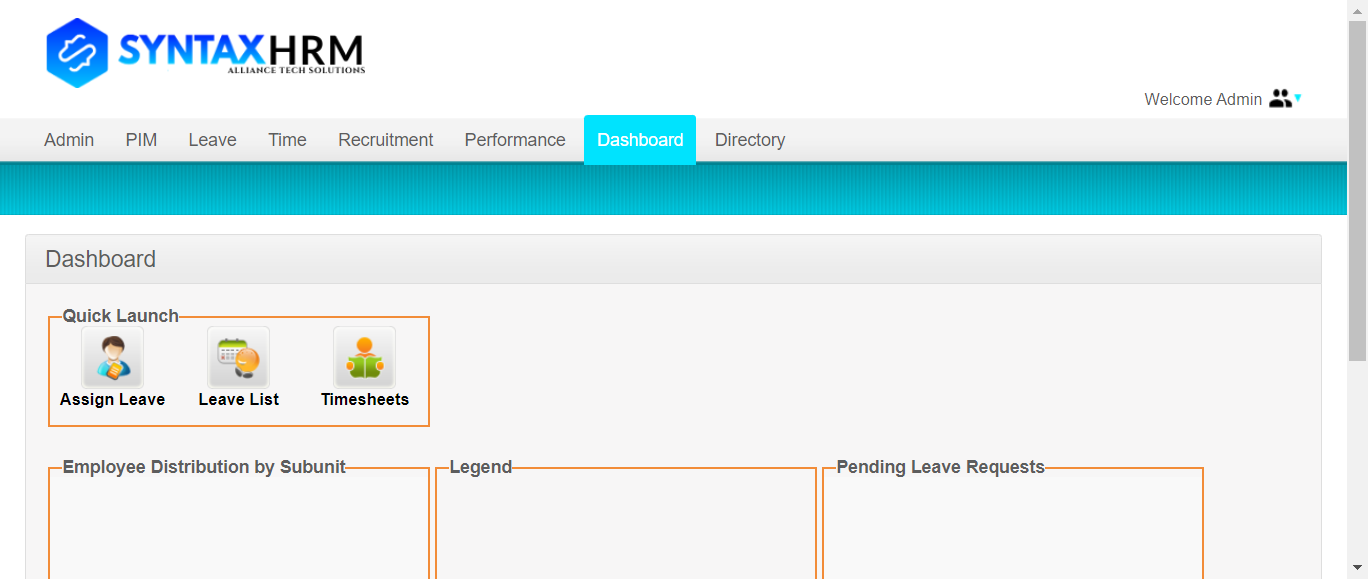 SYNTAXHRM
ALLIANCE TECH SOLUTIONS
Welcome Admin
Admin PIM Leave Time Recruitment Performance Dashboard Directory
Dashboard
Quick Launch
Assign Leave Leave List Timesheets
Employee Distribution by Subunit Legend Pending Leave Requests